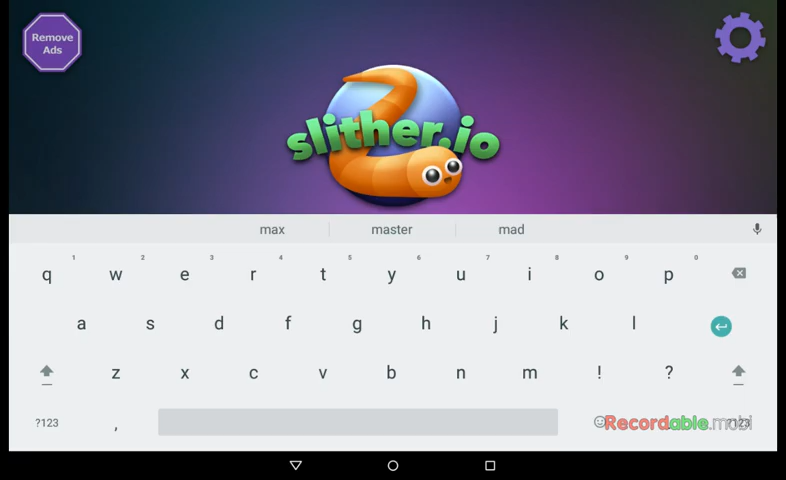 Remove
Ads
slither.io
max master mad
1 2 3 4 5 6 7 8 9 0
q w e r t y u i o p
a s d f g h j k l
z x c v b n m ! ?
?123 , Recordable.mobi ?123